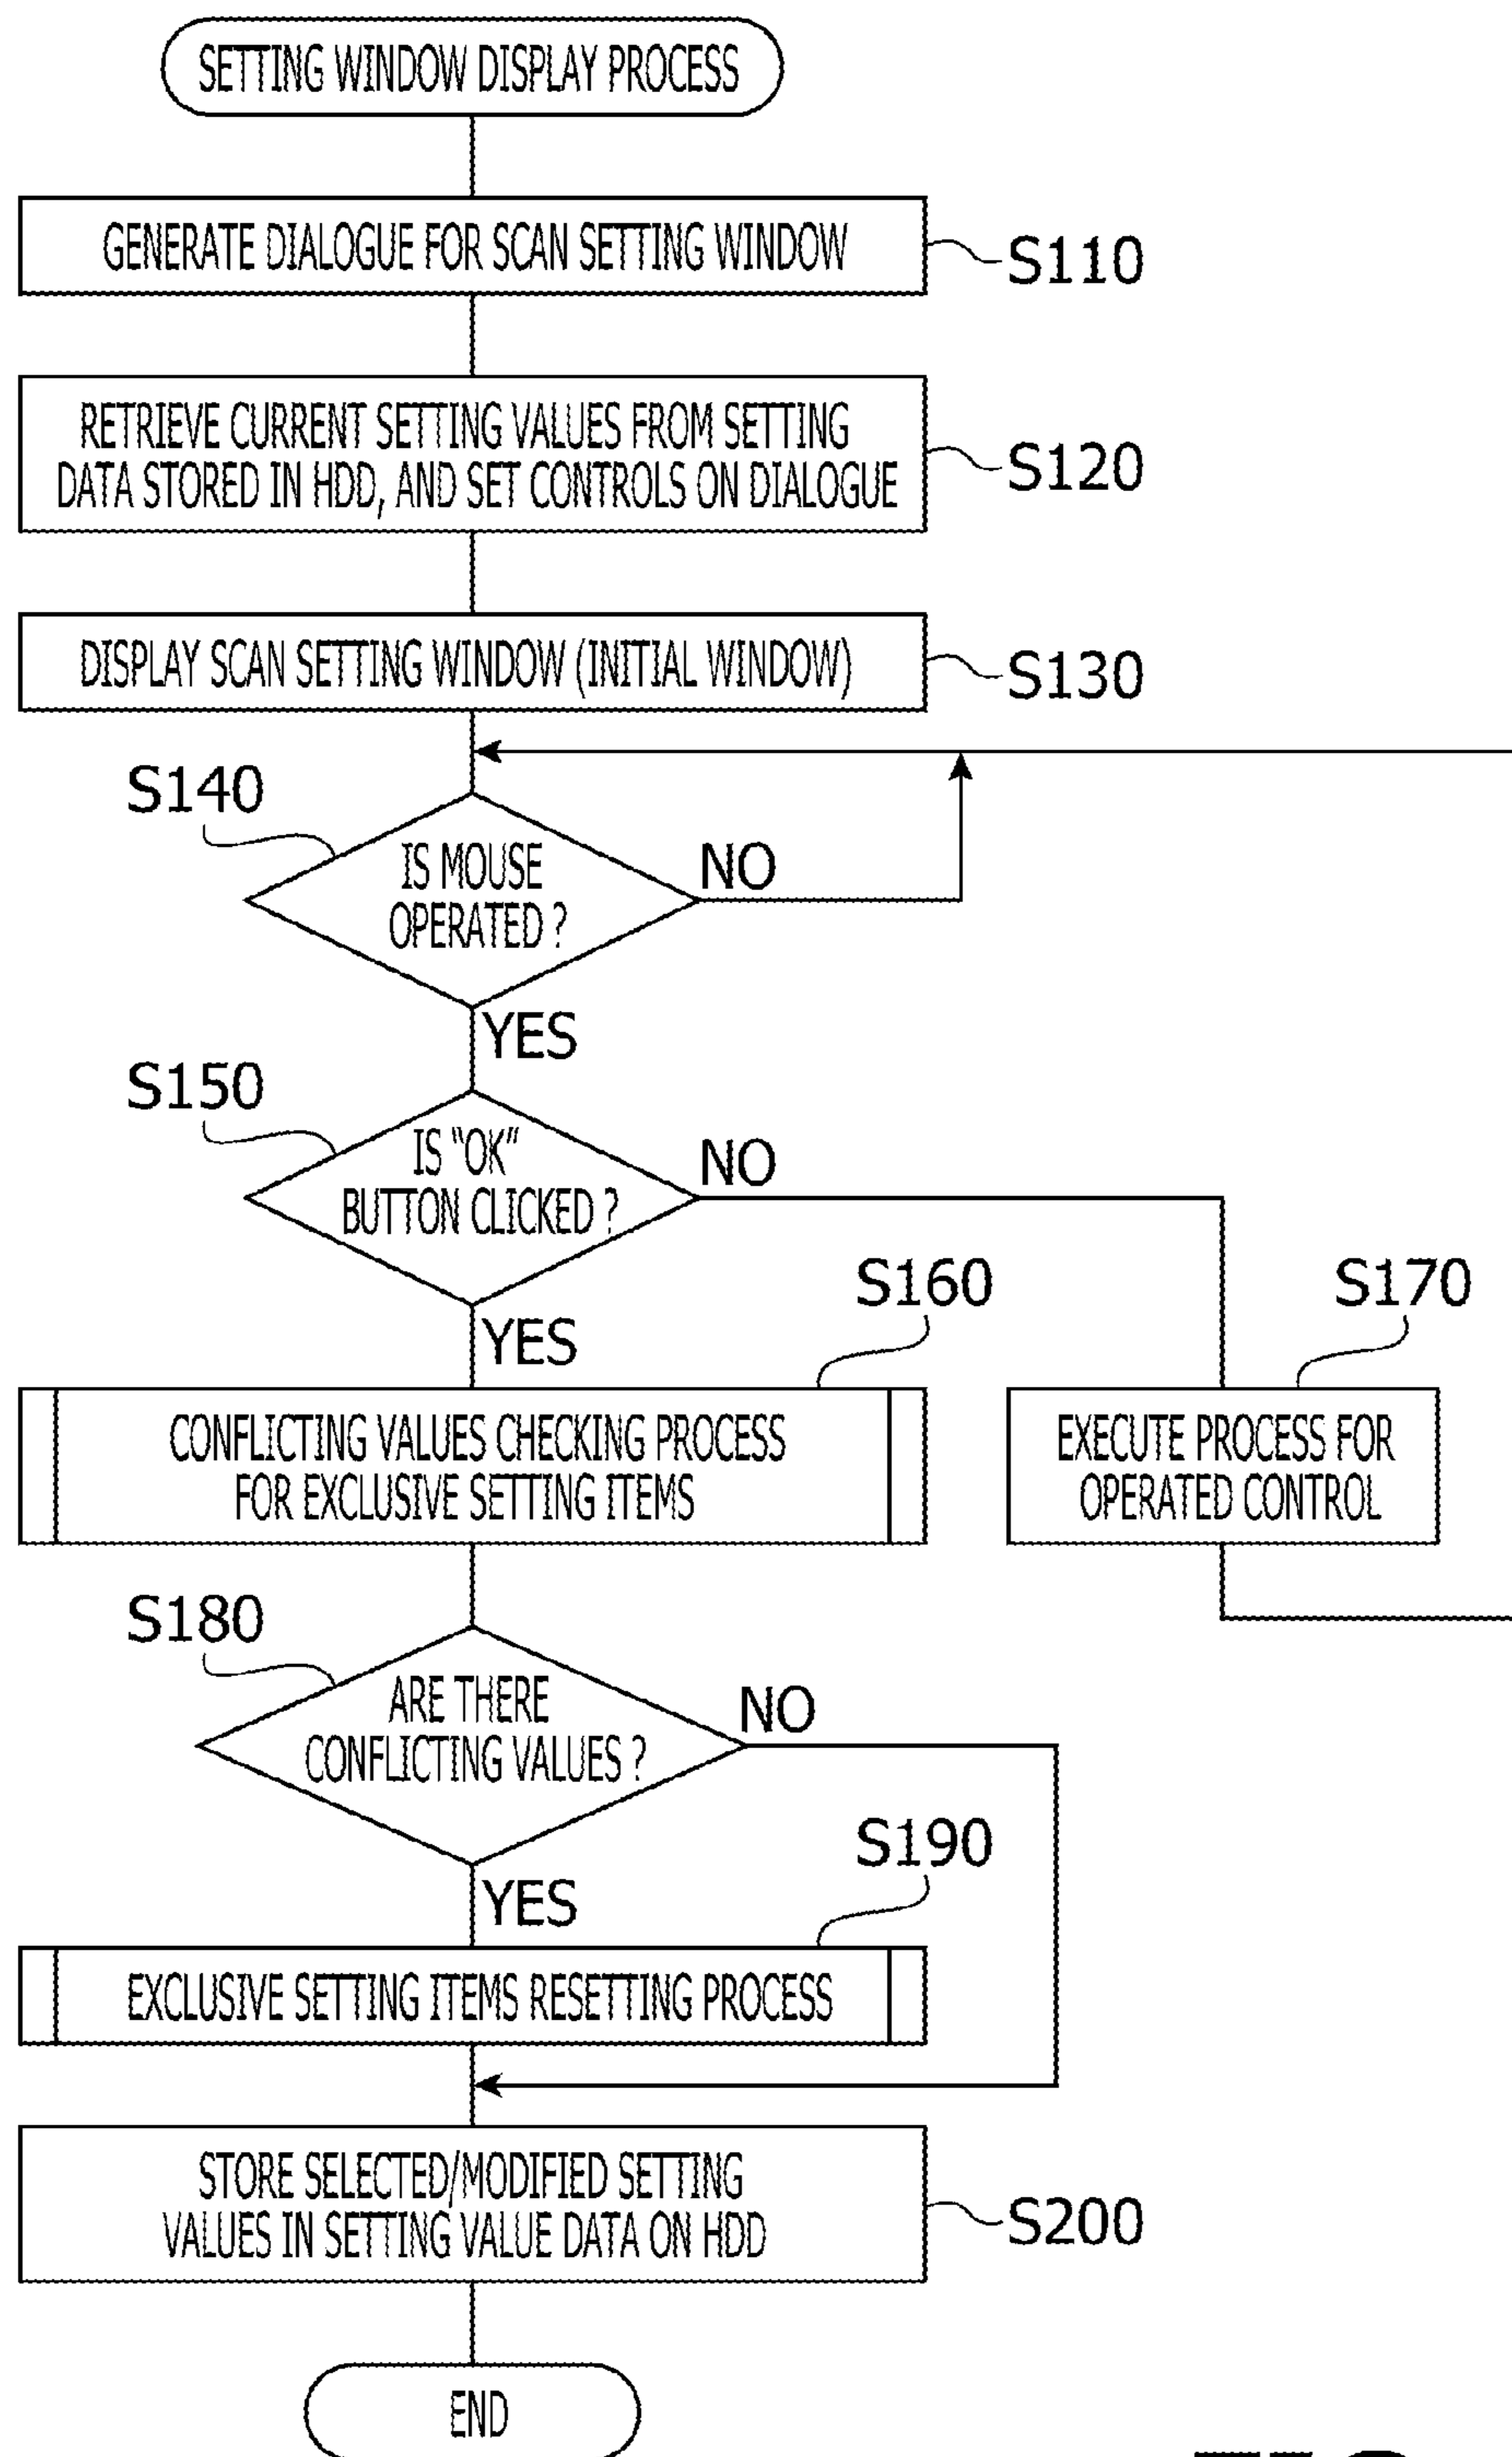 SETTING WINDOW DISPLAY PROCESS
GENERATE DIALOGUE FOR SCAN SETTING WINDOW
S110
RETRIEVE CURRENT SETTING VALUES FROM SETTING
DATA STORED IN HDD, AND SET CONTROLS ON DIALOGUE
S120
DISPLAY SCAN SETTING WINDOW (INITIAL WINDOW)
S130
S140
IS MOUSE
OPERATED ?
NO
YES
S150
IS “OK”
BUTTON CLICKED ?
NO
YES
S160
S170
CONFLICTING VALUES CHECKING PROCESS
FOR EXCLUSIVE SETTING ITEMS
EXECUTE PROCESS FOR
OPERATED CONTROL
S180
ARE THERE
CONFLICTING VALUES ?
NO
YES
S190
EXCLUSIVE SETTING ITEMS RESETTING PROCESS
STORE SELECTED/MODIFIED SETTING
VALUES IN SETTING VALUE DATA ON HDD
S200
END